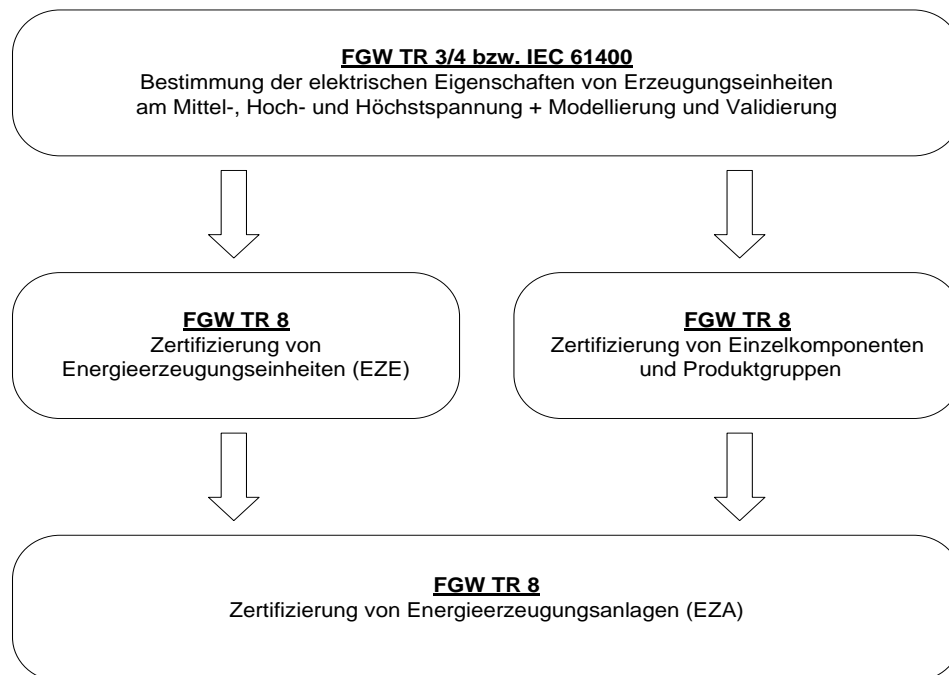 FGW TR 3/4 bzw. IEC 61400
Bestimmung der elektrischen Eigenschaften von Erzeugungseinheiten
am Mittel-, Hoch- und Höchstspannung + Modellierung und Validierung
FGW TR 8
Zertifizierung von
Energieerzeugungseinheiten (EZE)
FGW TR 8
Zertifizierung von Einzelkomponenten
und Produktgruppen
FGW TR 8
Zertifizierung von Energieerzeugungsanlagen (EZA)